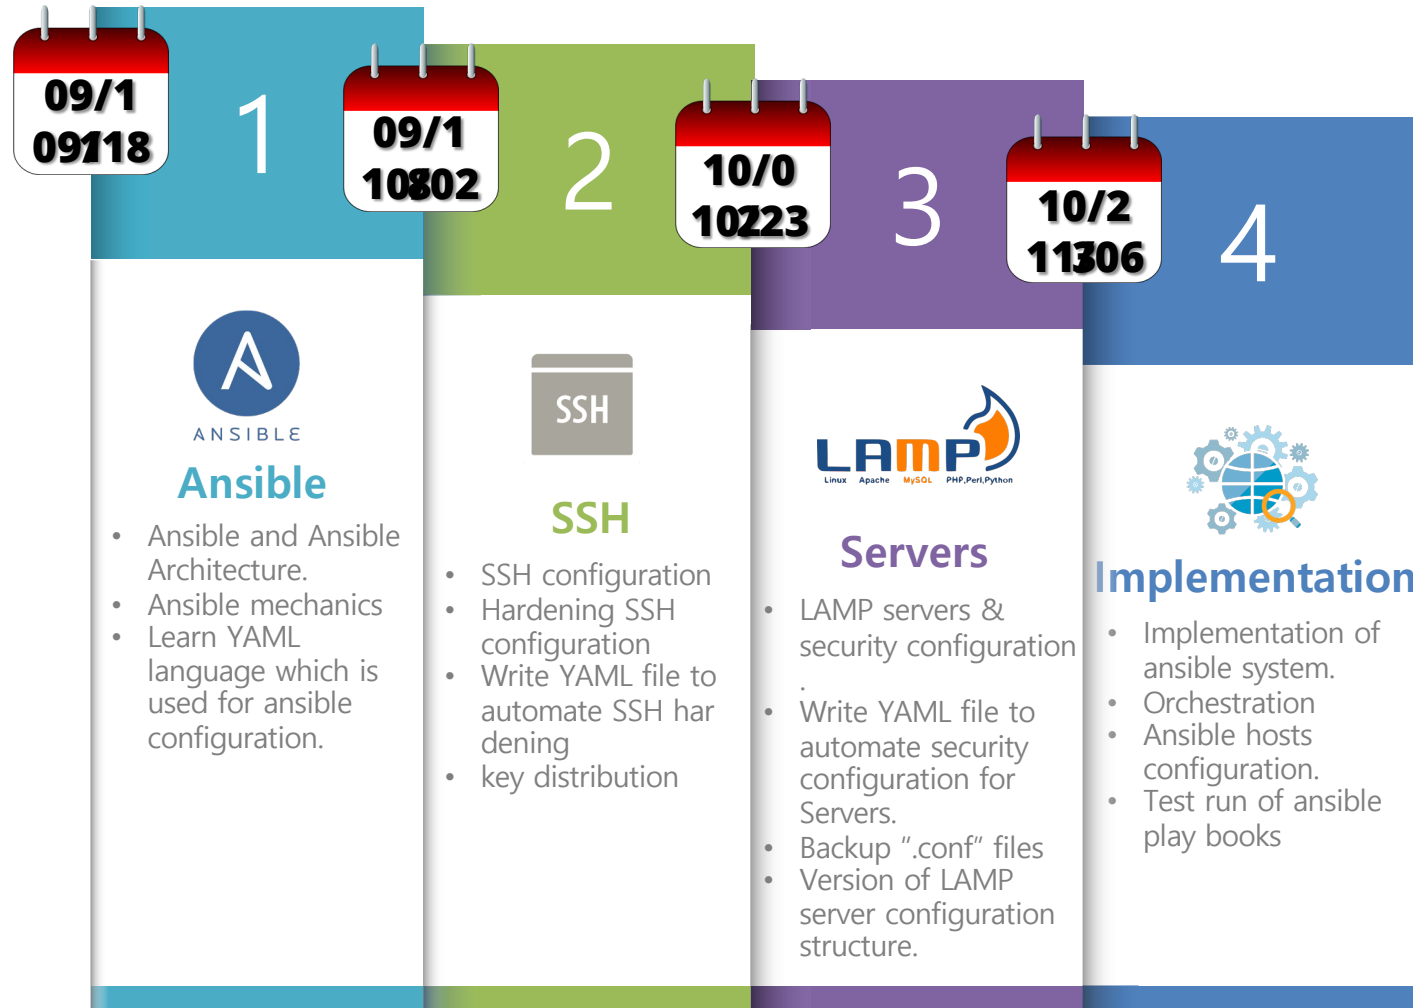 09/1
1
09/1
2
10/0
3
10/2
4
ANSIBLE
Ansible
• Ansible and Ansible
Architecture.
• Ansible mechanics
• Learn YAML
language which is
used for ansible
configuration.
SSH
SSH
• SSH configuration
• Hardening SSH
configuration
• Write YAML file to
automate SSH har
dening
• key distribution
LAMP
Linux Apache MySQL PHP,Perl,Python
Servers
• LAMP servers &
security configuration
.
• Write YAML file to
automate security
configuration for
Servers.
• Backup ".conf" files
• Version of LAMP
server configuration
structure.
Implementation
• Implementation of
ansible system.
• Orchestration
• Ansible hosts
configuration.
• Test run of ansible
play books